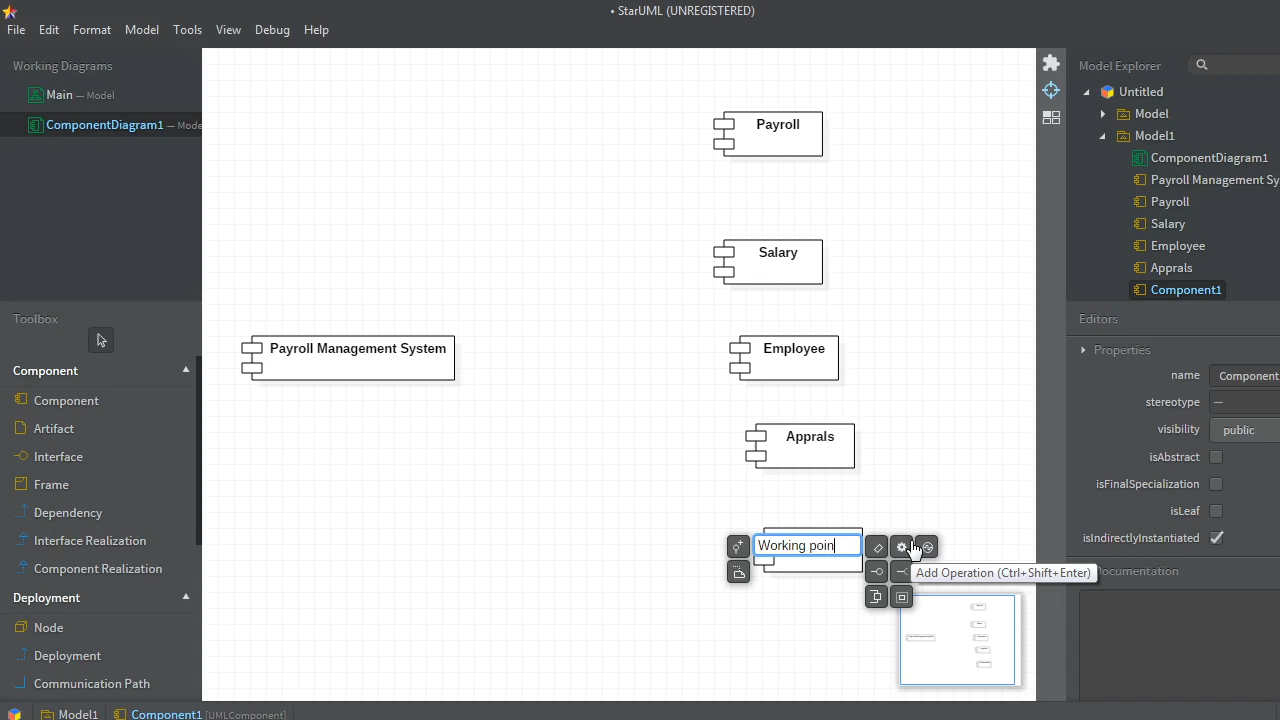 • StarUML (UNREGISTERED)
File Edit Format Model Tools View Debug Help
Working Diagrams
Main — Model
ComponentDiagram1 — Mode
Toolbox
Component
Component
Artifact
Interface
Frame
Dependency
Interface Realization
Component Realization
Deployment
Node
Deployment
Communication Path
Payroll
Salary
Payroll Management System
Employee
Apprals
Working poin
Add Operation (Ctrl+Shift+Enter)
Model Explorer
Untitled
Model
Model1
ComponentDiagram1
Payroll Management Sy
Payroll
Salary
Employee
Apprals
Component1
Editors
Properties
name Component
stereotype —
visibility public
isAbstract
isFinalSpecialization
isLeaf
isIndirectlyInstantiated
ocumentation
Model1 Component1 [UMLComponent]